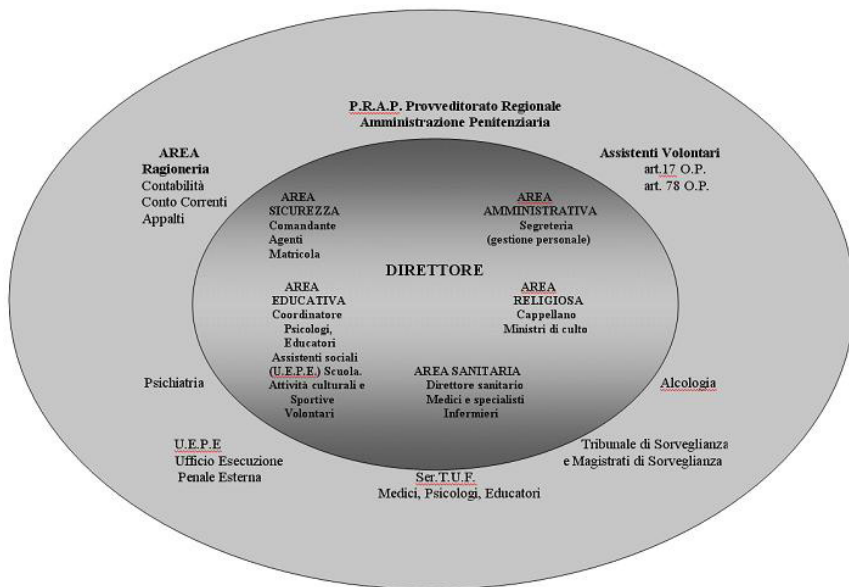 P.R.A.P. Provveditorato Regionale
Amministrazione Penitenziaria
AREA
Ragioneria
Contabilità
Conto Correnti
Appalti
Assistenti Volontari
art.17 O.P.
art. 78 O.P.
AREA
SICUREZZA
Comandante
Agenti
Matricola
AREA
AMMINISTRATIVA
Segreteria
(gestione personale)
DIRETTORE
AREA
EDUCATIVA
Coordinatore
Psicologi,
Educatori
Assistenti sociali
(U.E.P.E.) Scuola.
Attività culturali e
Sportive
Volontari
AREA
RELIGIOSA
Cappellano
Ministri di culto
AREA SANITARIA
Direttore sanitario
Medici e specialisti
Infermieri
Psichiatria
Alcologia
U.E.P.E
Ufficio Esecuzione
Penale Esterna
Ser.T.U.F.
Medici, Psicologi, Educatori
Tribunale di Sorveglianza
e Magistrati di Sorveglianza